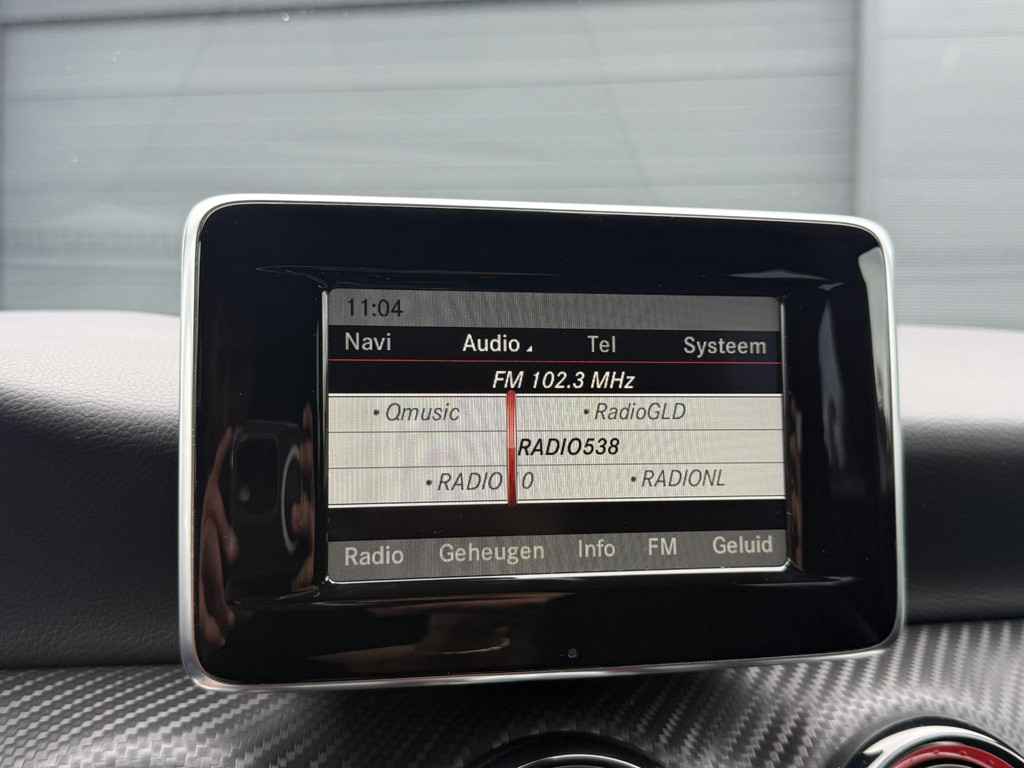 11:04
Navi Audio Tel Systeem
FM 102.3 MHz
• Qmusic • RadioGLD
RADIO538
• RADIO 0 • RADIONL
Radio Geheugen Info FM Geluid